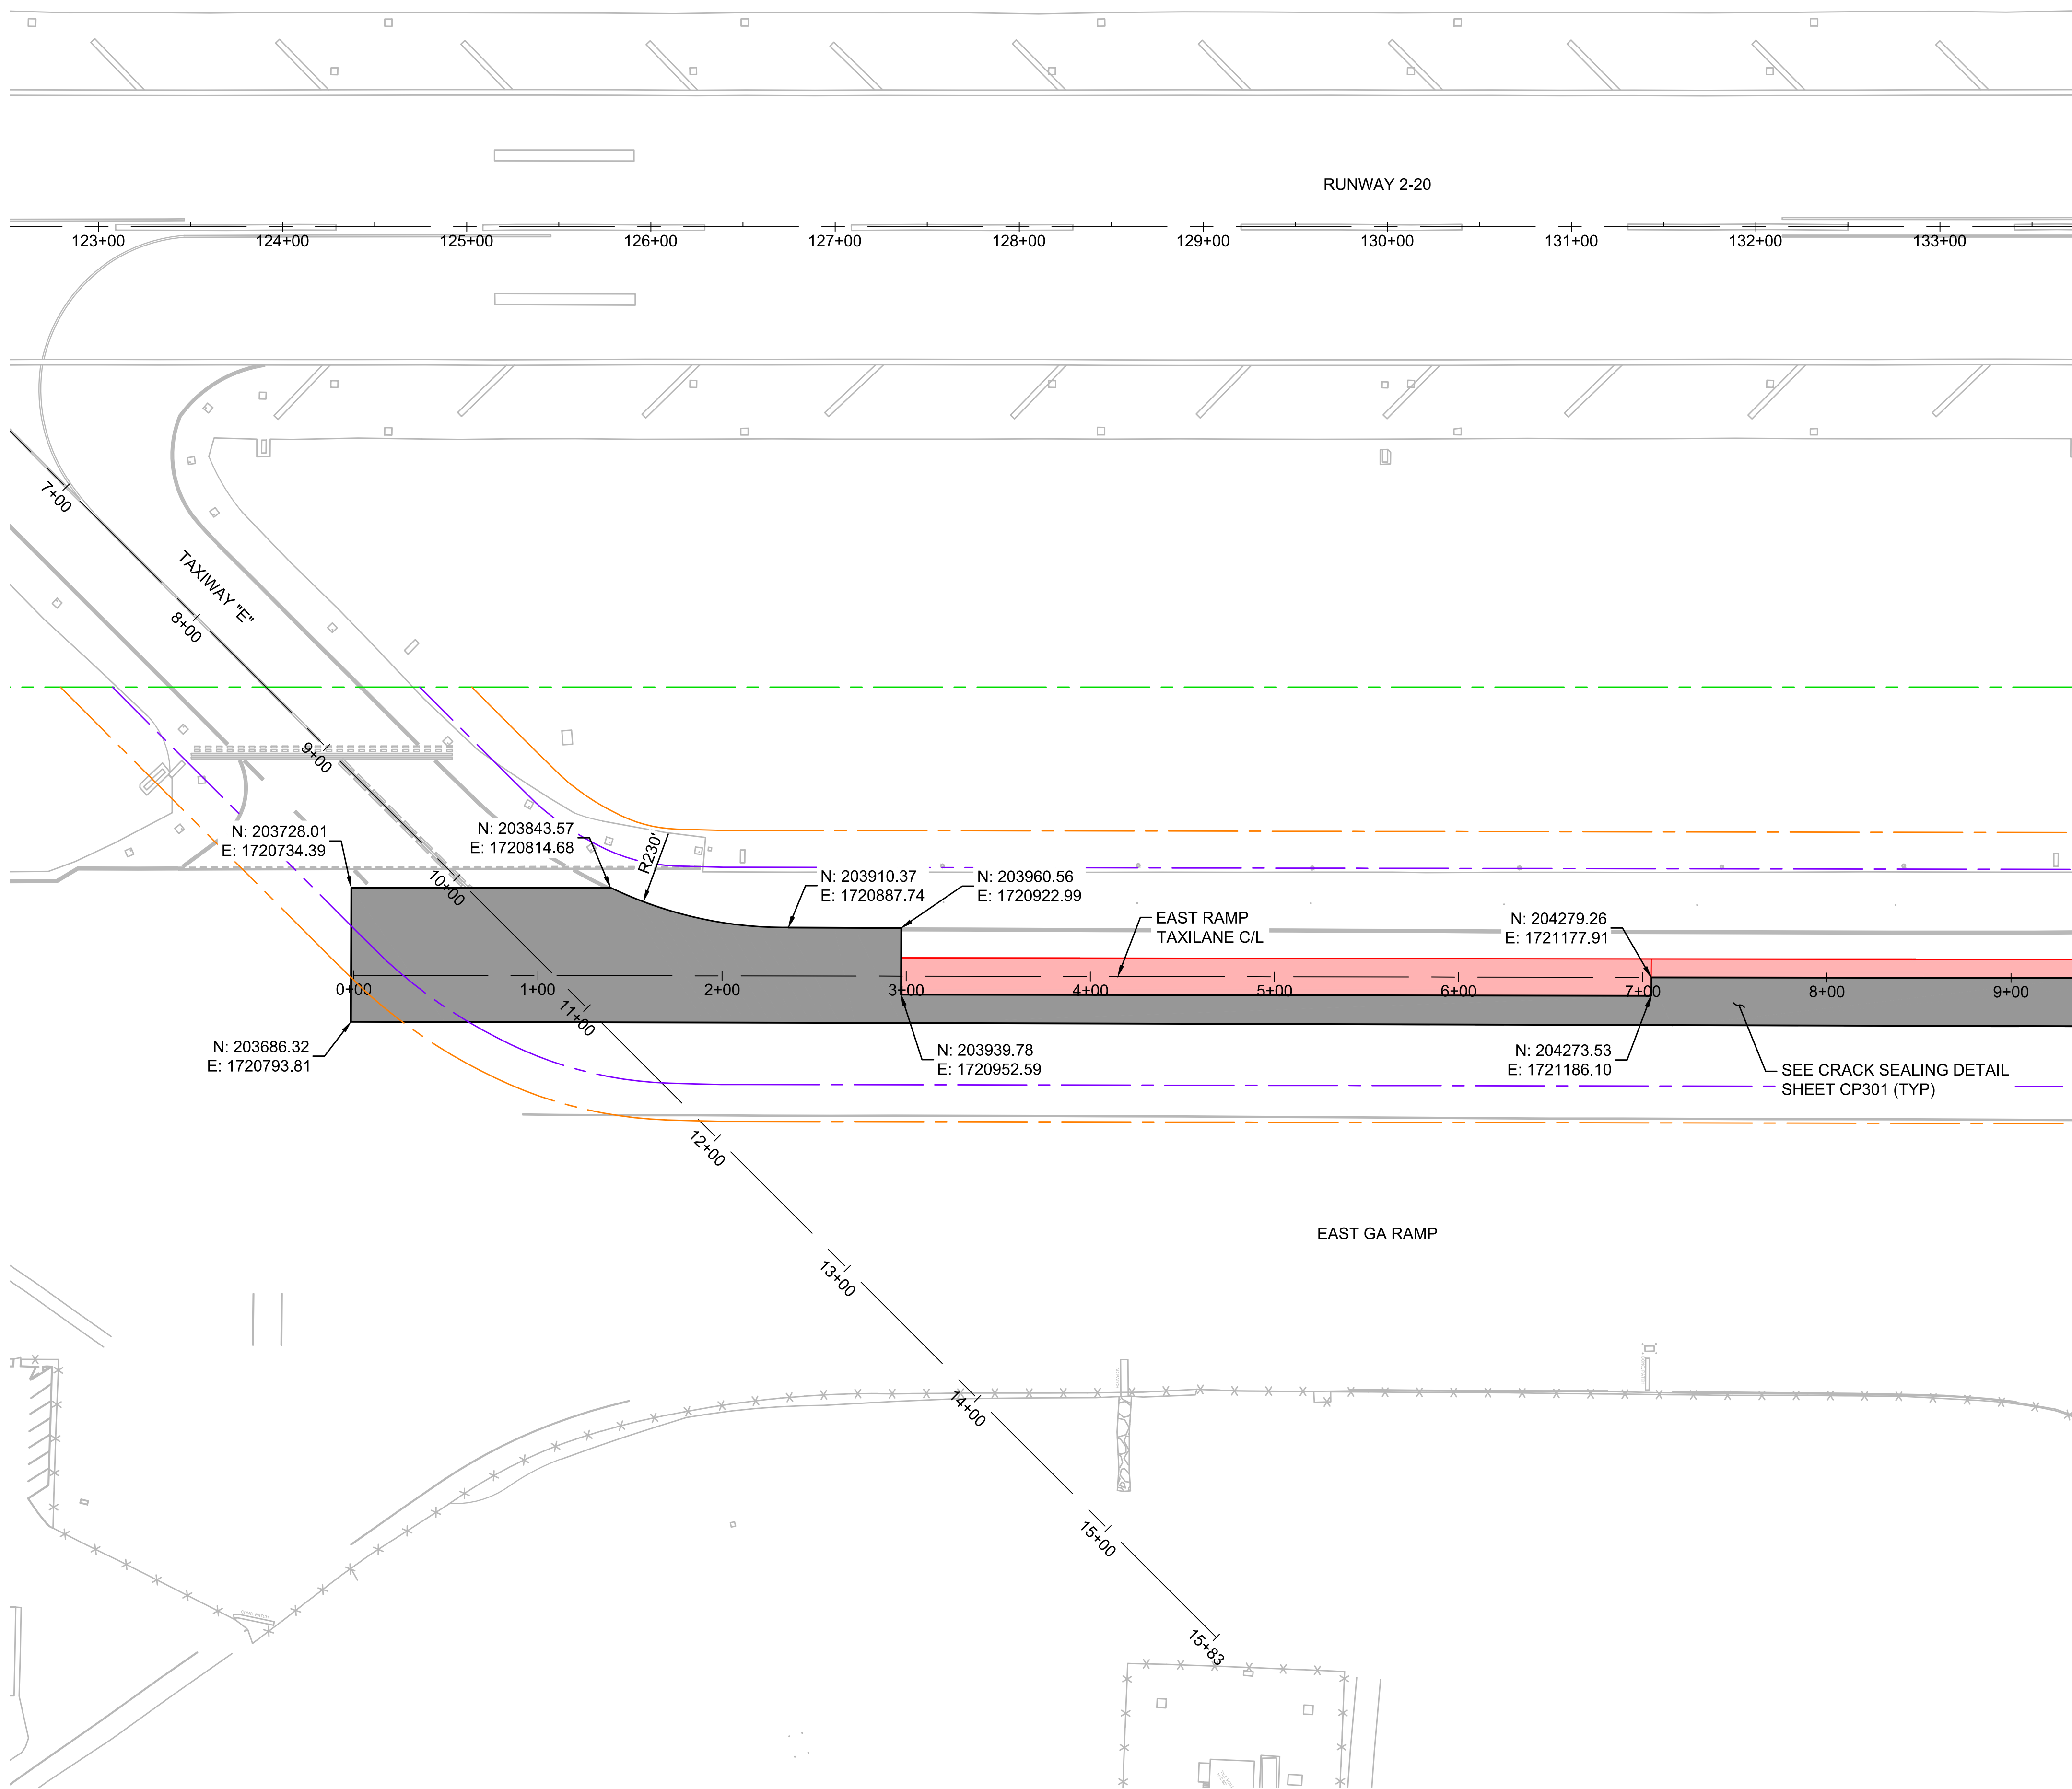 RUNWAY 2-20
123+00
124+00
125+00
126+00
127+00
128+00
129+00
130+00
131+00
132+00
133+00
7+00
TAXIWAY "E"
8+00
9+00
N: 203728.01
E: 1720734.39
N: 203843.57
E: 1720814.68
R230'
10+00
N: 203910.37
E: 1720887.74
N: 203960.56
E: 1720922.99
EAST RAMP
TAXILANE C/L
N: 204279.26
E: 1721177.91
0+00
1+00
2+00
3+00
4+00
5+00
6+00
7+00
8+00
9+00
11+00
N: 203686.32
E: 1720793.81
N: 203939.78
E: 1720952.59
N: 204273.53
E: 1721186.10
SEE CRACK SEALING DETAIL
SHEET CP301 (TYP)
12+00
EAST GA RAMP
13+00
14+00
15+00
15+83